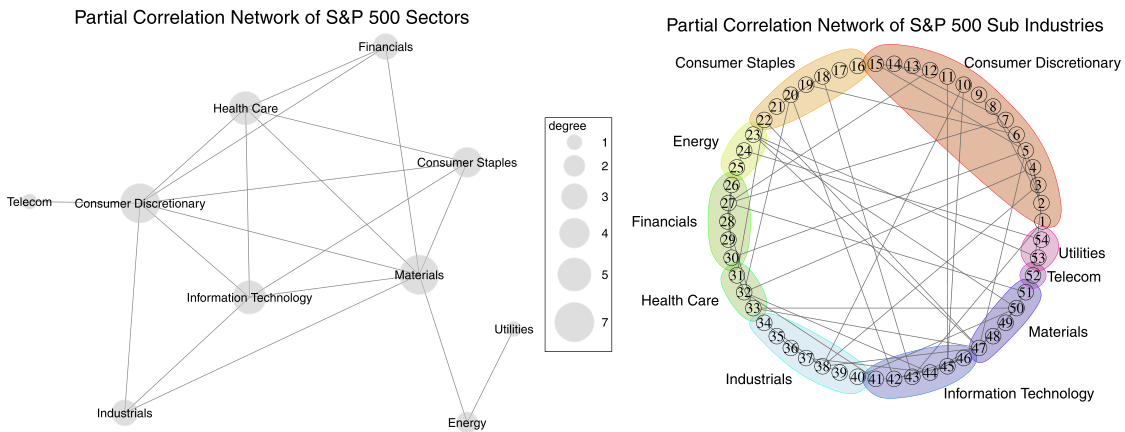 Partial Correlation Network of S&P 500 Sectors
Financials
Health Care
Consumer Staples
Telecom
Consumer Discretionary
Materials
Information Technology
Utilities
Industrials
Energy
degree
1
2
3
4
5
7
Partial Correlation Network of S&P 500 Sub Industries
Consumer Staples
Consumer Discretionary
Energy
Financials
Health Care
Industrials
Information Technology
Materials
Telecom
Utilities
1
2
3
4
5
6
7
8
9
10
11
12
13
14
15
16
17
18
19
20
21
22
23
24
25
26
27
28
29
30
31
32
33
34
35
36
37
38
39
40
41
42
43
44
45
46
47
48
49
50
51
52
53
54